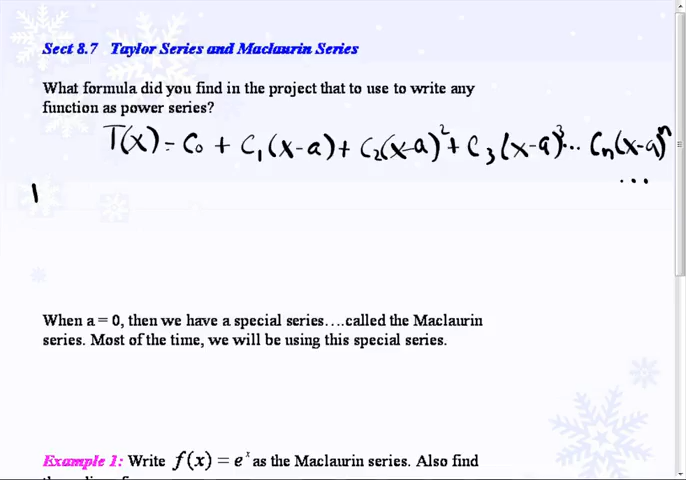 Sect 8.7 Taylor Series and Maclaurin Series
What formula did you find in the project that to use to write any
function as power series?
T(x) = C₀ + C₁(x-a) + C₂(x-a)² + C₃(x-a)³... Cₙ(x-a)ⁿ
...
When a = 0, then we have a special series....called the Maclaurin
series. Most of the time, we will be using this special series.
Example 1: Write f(x) = eˣ as the Maclaurin series. Also find